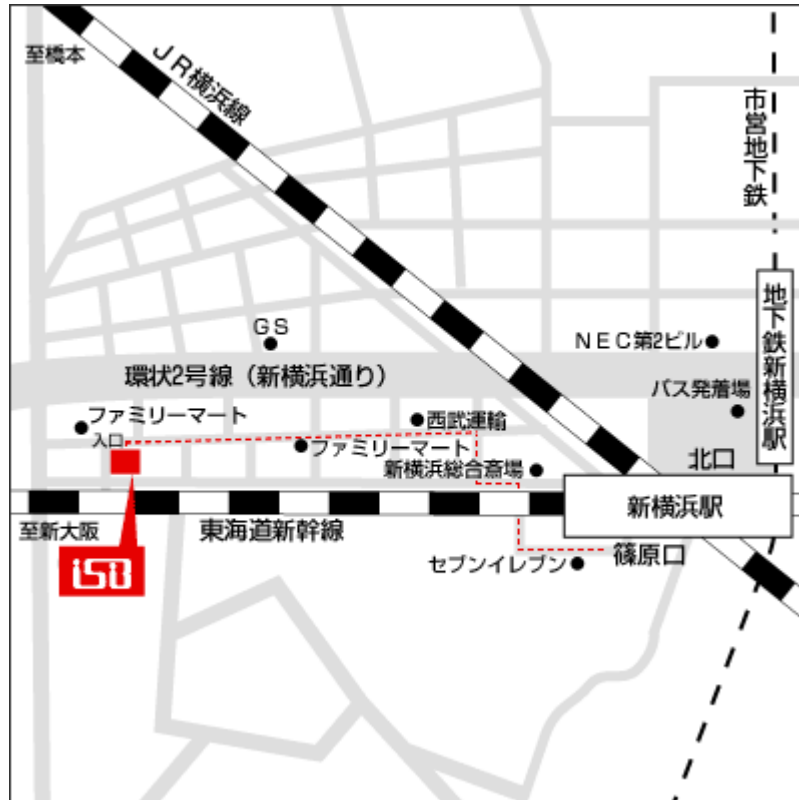 至橋本
ＪＲ横浜線
市営地下鉄
ＧＳ
ＮＥＣ第2ビル
地下鉄新横浜駅
環状2号線（新横浜通り）
バス発着場
ファミリーマート
西武運輸
入口
ファミリーマート
北口
新横浜総合斎場
新横浜駅
至新大阪
東海道新幹線
篠原口
セブンイレブン
iSB